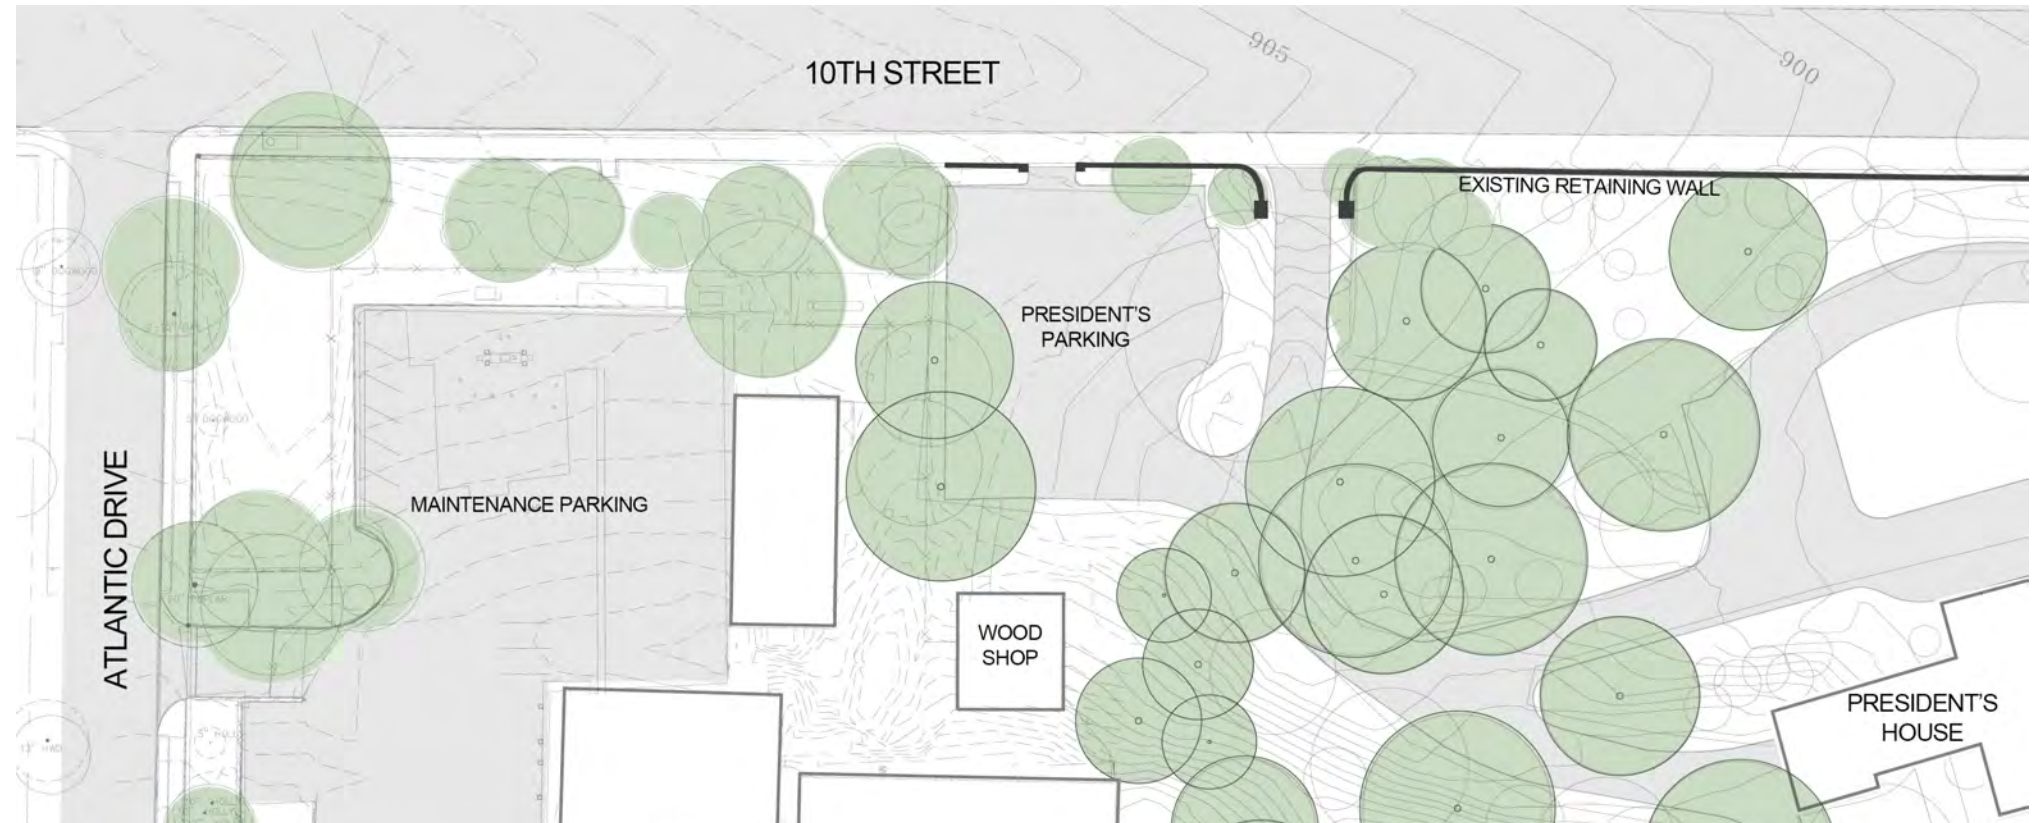 10TH STREET
905
900
EXISTING RETAINING WALL
PRESIDENT'S
PARKING
MAINTENANCE PARKING
ATLANTIC DRIVE
WOOD
SHOP
PRESIDENT'S
HOUSE